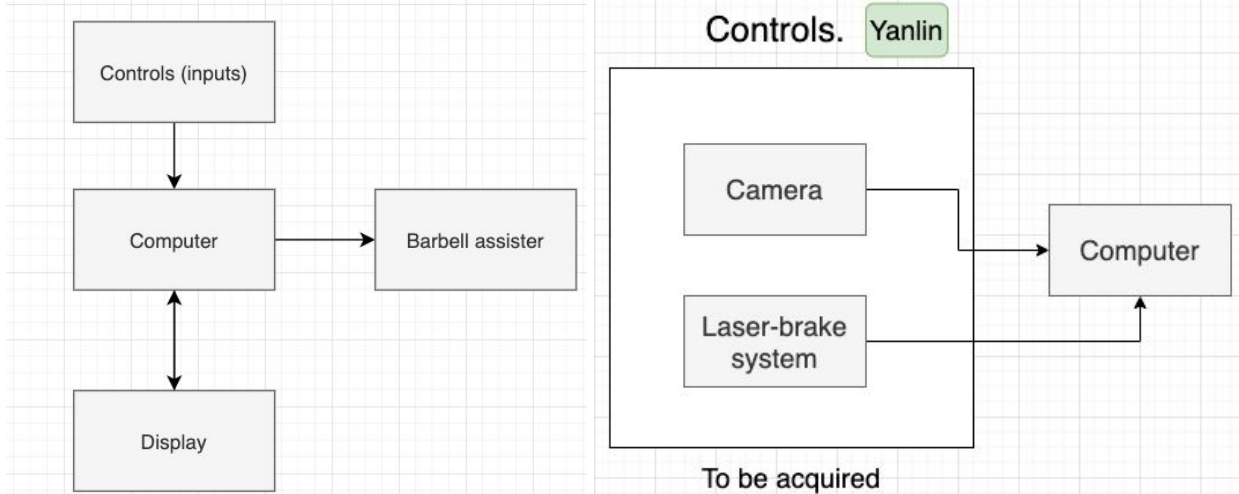 Controls (inputs)
Computer
Barbell assister
Display
Controls.
Yanlin
Camera
Computer
Laser-brake
system
To be acquired